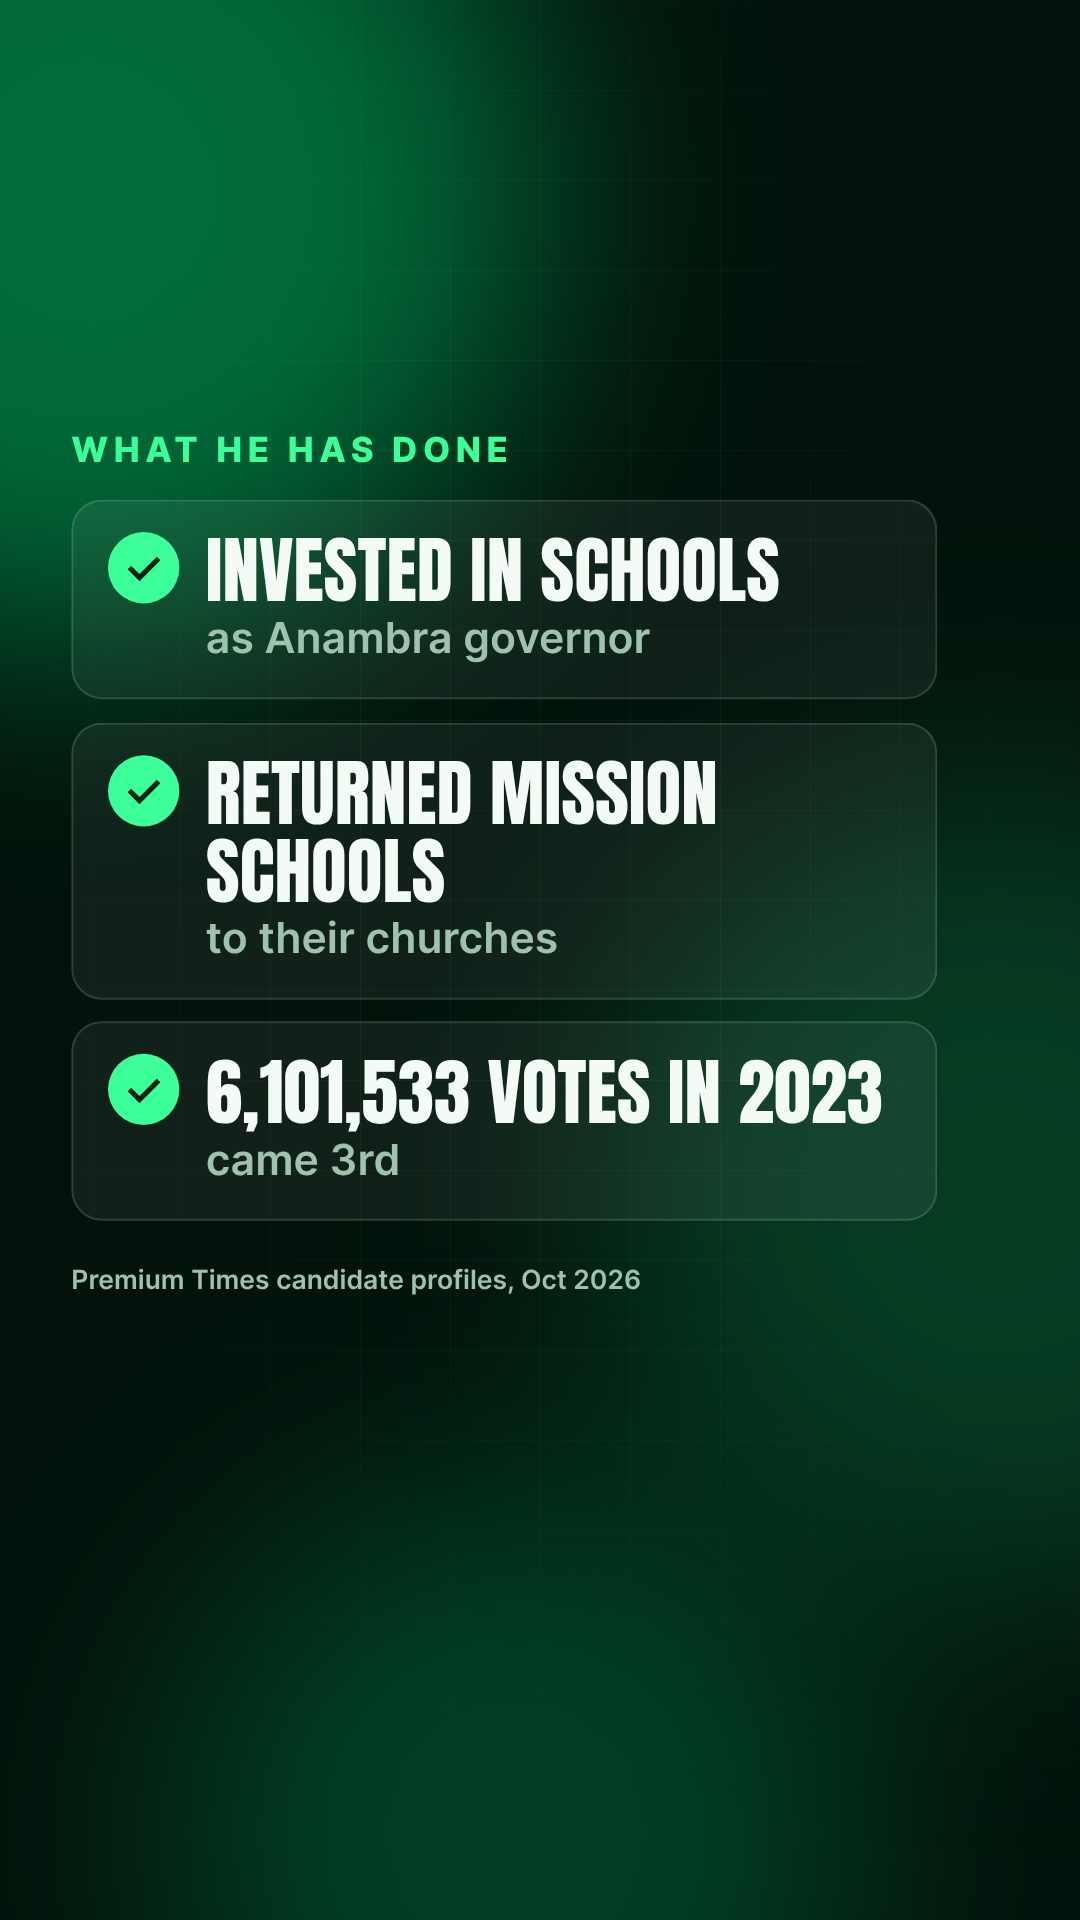 WHAT HE HAS DONE
INVESTED IN SCHOOLS
as Anambra governor
RETURNED MISSION
SCHOOLS
to their churches
6,101,533 VOTES IN 2023
came 3rd
Premium Times candidate profiles, Oct 2026